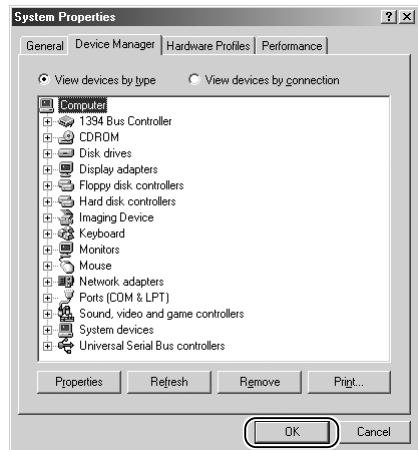 System Properties
General Device Manager Hardware Profiles Performance
View devices by type View devices by connection
Computer
1394 Bus Controller
CDROM
Disk drives
Display adapters
Floppy disk controllers
Hard disk controllers
Imaging Device
Keyboard
Monitors
Mouse
Network adapters
Ports (COM & LPT)
Sound, video and game controllers
System devices
Universal Serial Bus controllers
Properties Refresh Remove Print...
OK Cancel